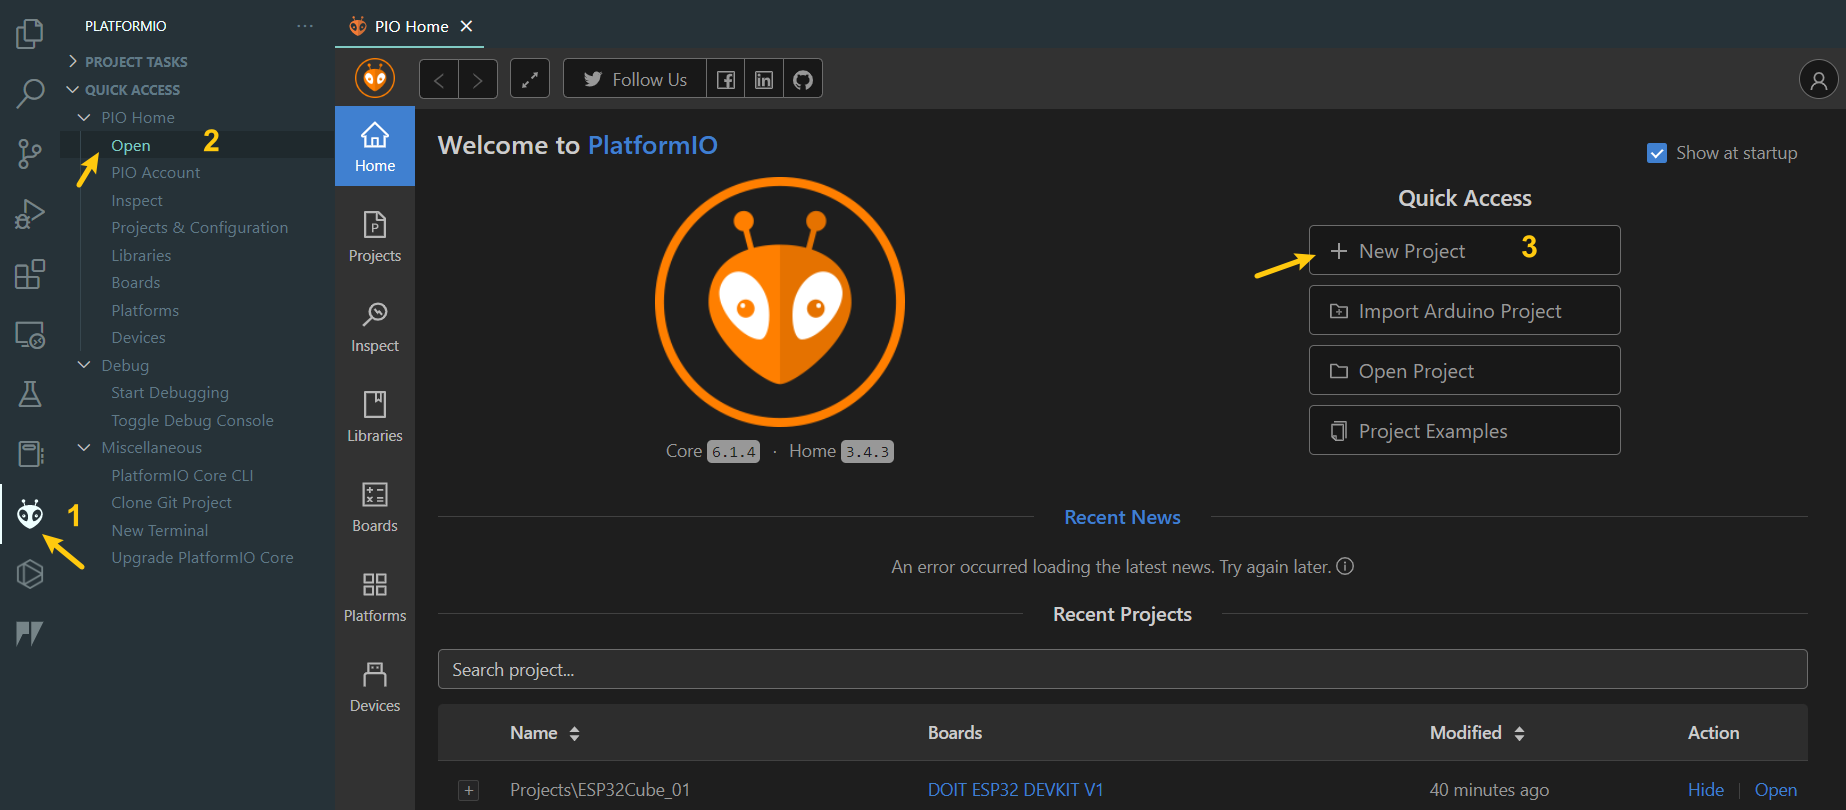 PLATFORMIO
PROJECT TASKS
QUICK ACCESS
PIO Home
Open 2
PIO Account
Inspect
Projects & Configuration
Libraries
Boards
Platforms
Devices
Debug
Start Debugging
Toggle Debug Console
Miscellaneous
PlatformIO Core CLI
Clone Git Project
1
New Terminal
Upgrade PlatformIO Core
PIO Home
Follow Us
Home
Projects
Inspect
Libraries
Boards
Platforms
Devices
Welcome to PlatformIO
Show at startup
Quick Access
New Project 3
Import Arduino Project
Open Project
Project Examples
Core 6.1.4 · Home 3.4.3
Recent News
An error occurred loading the latest news. Try again later.
Recent Projects
Search project...
Name Boards Modified Action
Projects\ESP32Cube_01 DOIT ESP32 DEVKIT V1 40 minutes ago Hide Open